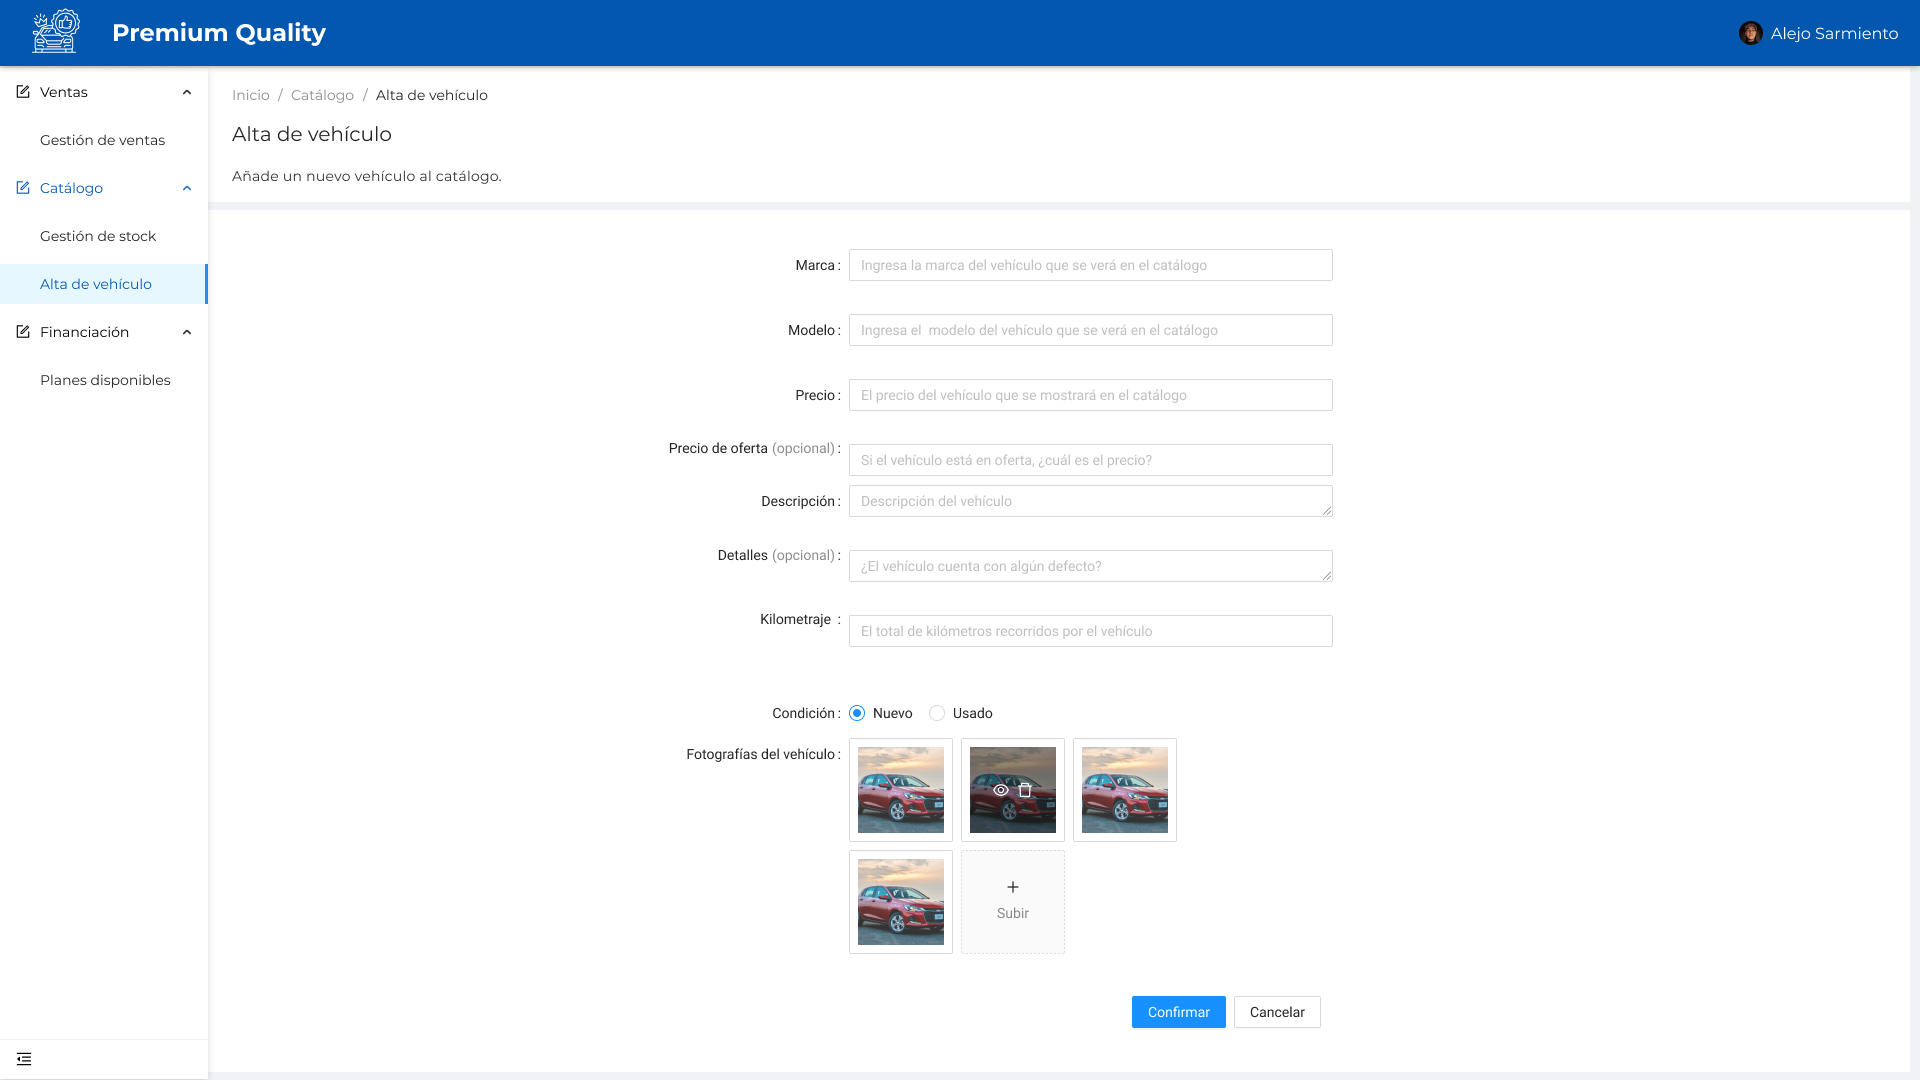 Premium Quality
Alejo Sarmiento
Ventas
Gestión de ventas
Catálogo
Gestión de stock
Alta de vehículo
Financiación
Planes disponibles
Inicio / Catálogo / Alta de vehículo
Alta de vehículo
Añade un nuevo vehículo al catálogo.
Marca : Ingresa la marca del vehículo que se verá en el catálogo
Modelo : Ingresa el modelo del vehículo que se verá en el catálogo
Precio : El precio del vehículo que se mostrará en el catálogo
Precio de oferta (opcional) : Si el vehículo está en oferta, ¿cuál es el precio?
Descripción : Descripción del vehículo
Detalles (opcional) : ¿El vehículo cuenta con algún defecto?
Kilometraje : El total de kilómetros recorridos por el vehículo
Condición : Nuevo Usado
Fotografías del vehículo :
Subir
Confirmar Cancelar